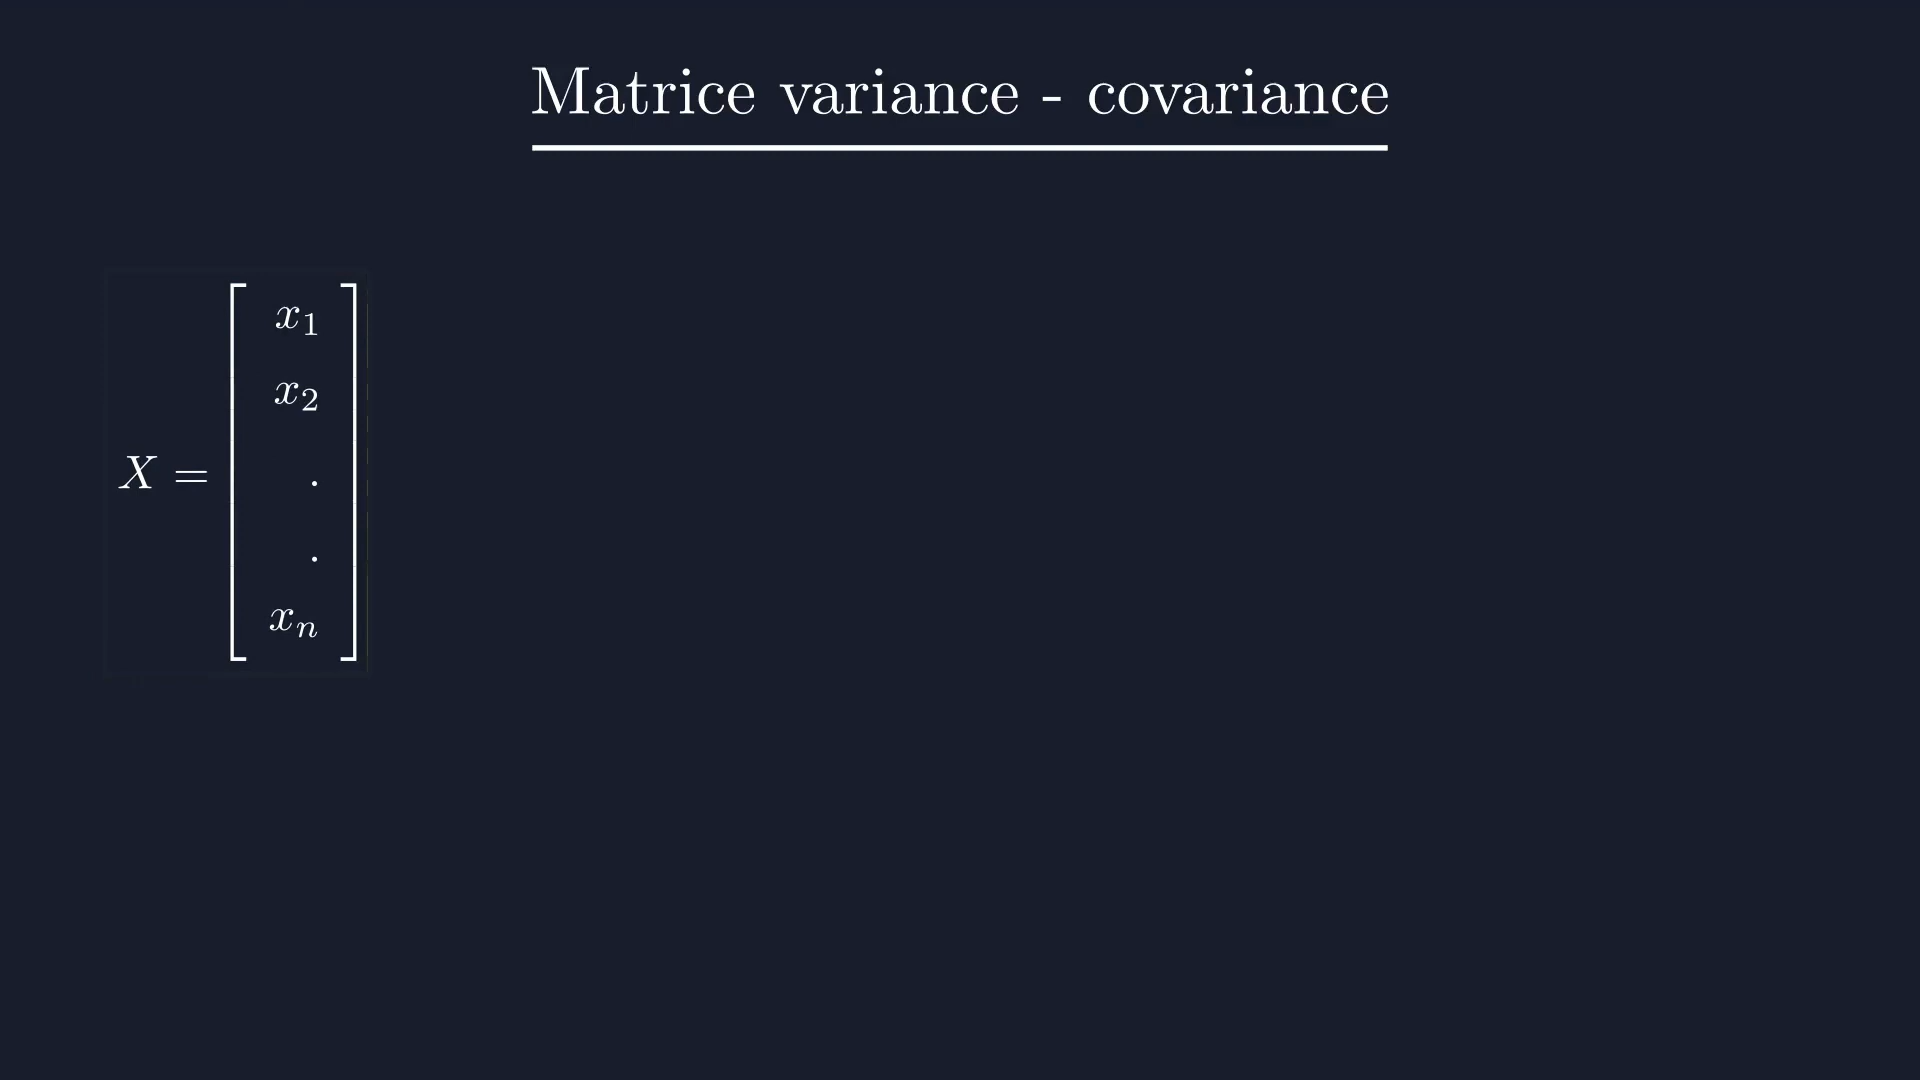 Matrice variance - covariance
x₁
x₂
.
X =
.
xₙ